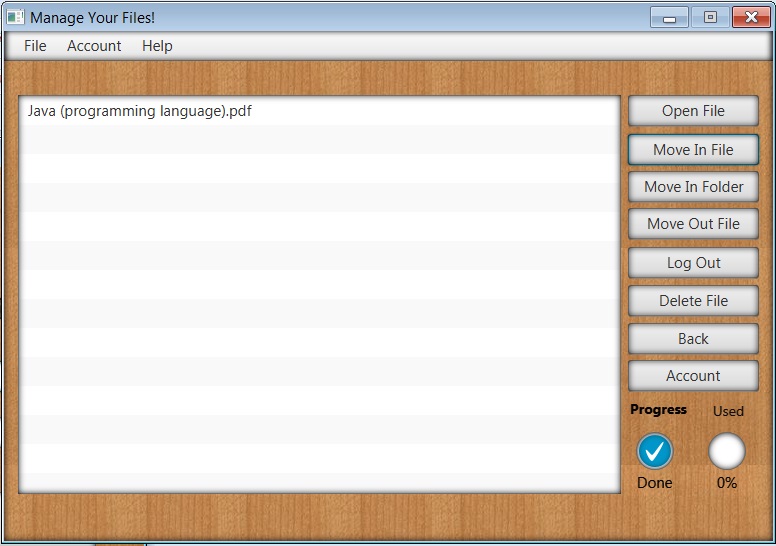 Manage Your Files!
File Account Help
Java (programming language).pdf
Open File
Move In File
Move In Folder
Move Out File
Log Out
Delete File
Back
Account
Progress Used
Done 0%